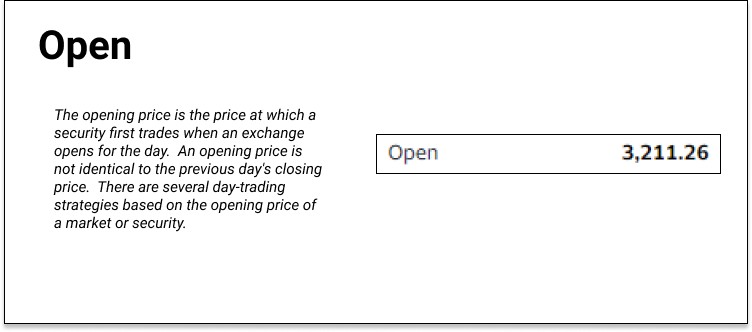 Open
The opening price is the price at which a
security first trades when an exchange
opens for the day.  An opening price is
not identical to the previous day's closing
price.  There are several day-trading
strategies based on the opening price of
a market or security.
Open 3,211.26